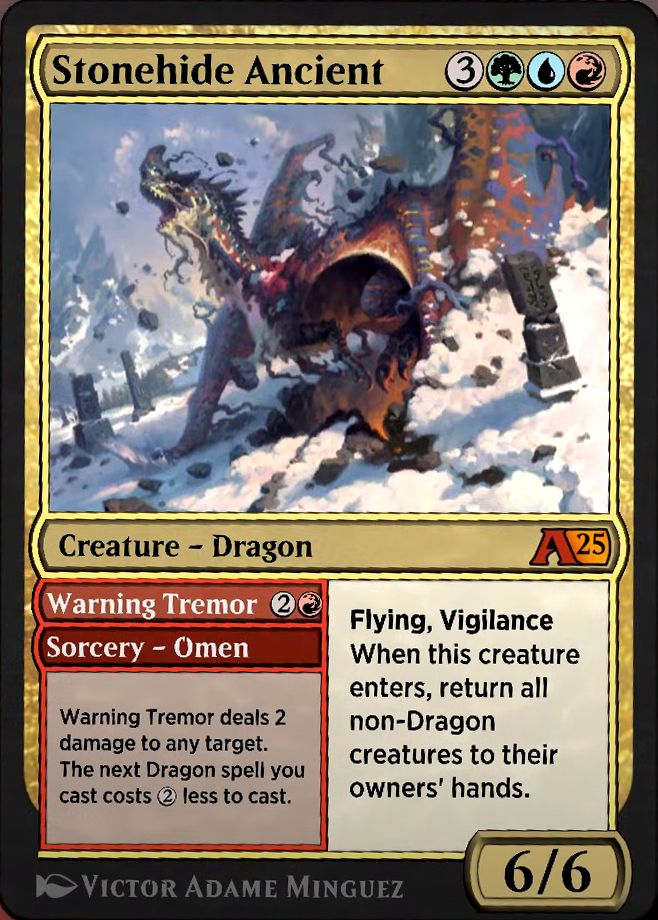 Stonehide Ancient 3
Creature – Dragon A25
Warning Tremor 2
Sorcery – Omen
Warning Tremor deals 2
damage to any target.
The next Dragon spell you
cast costs 2 less to cast.
Flying, Vigilance
When this creature
enters, return all
non-Dragon
creatures to their
owners' hands.
6/6
Victor Adame Minguez